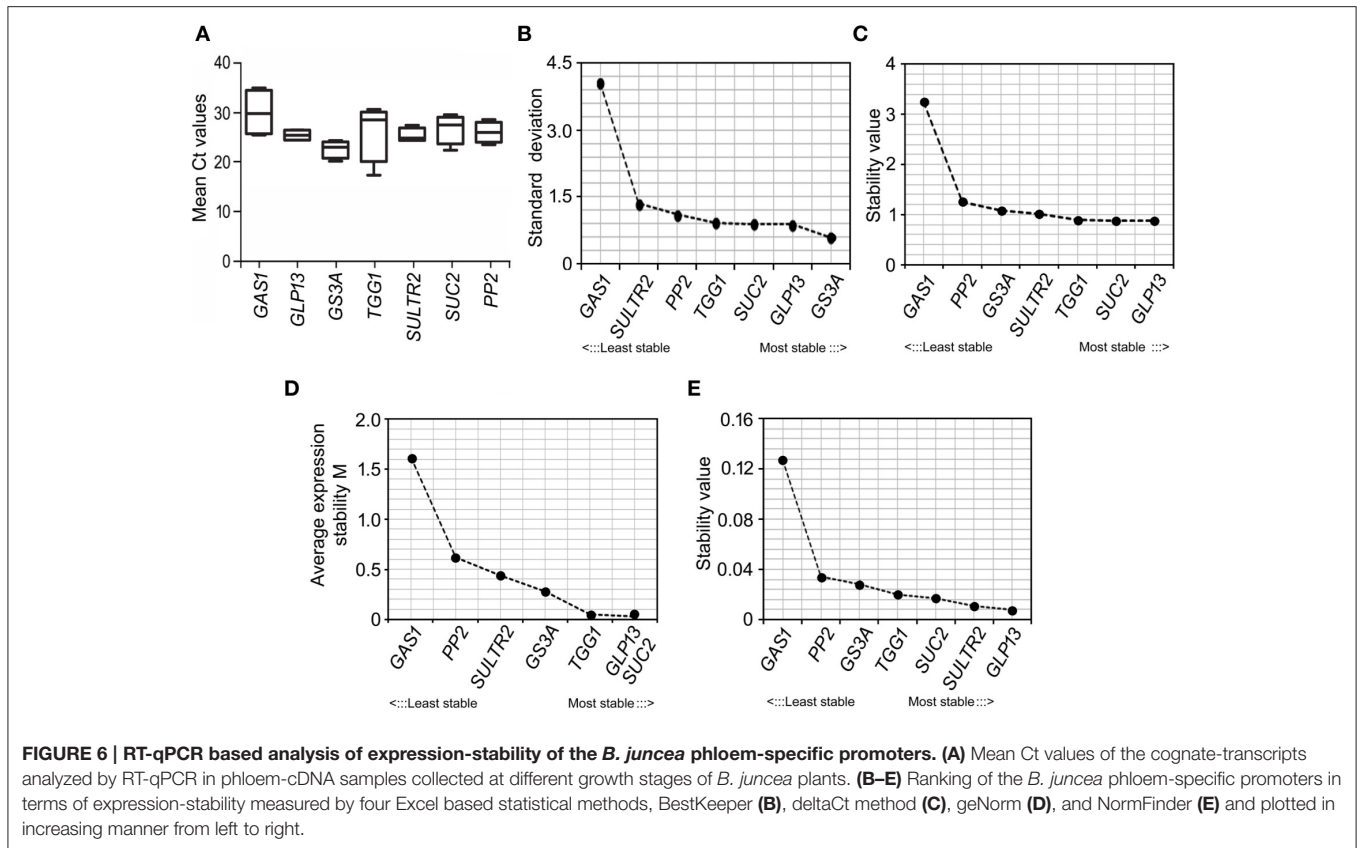 A
Mean Ct values
40
30
20
10
0
GAS1
GLP13
GS3A
TGG1
SULTR2
SUC2
PP2
B
Standard deviation
4.5
3.0
1.5
0
GAS1
SULTR2
PP2
TGG1
SUC2
GLP13
GS3A
<:::Least stable
Most stable :::>
C
Stability value
4
3
2
1
0
GAS1
PP2
GS3A
SULTR2
TGG1
SUC2
GLP13
<:::Least stable
Most stable :::>
D
Average expression
stability M
2.0
1.5
1.0
0.5
0
GAS1
PP2
SULTR2
GS3A
TGG1
GLP13
SUC2
<:::Least stable
Most stable :::>
E
Stability value
0.16
0.12
0.08
0.04
0
GAS1
PP2
GS3A
TGG1
SUC2
SULTR2
GLP13
<:::Least stable
Most stable :::>
FIGURE 6 | RT-qPCR based analysis of expression-stability of the B. juncea phloem-specific promoters. (A) Mean Ct values of the cognate-transcripts
analyzed by RT-qPCR in phloem-cDNA samples collected at different growth stages of B. juncea plants. (B–E) Ranking of the B. juncea phloem-specific promoters in
terms of expression-stability measured by four Excel based statistical methods, BestKeeper (B), deltaCt method (C), geNorm (D), and NormFinder (E) and plotted in
increasing manner from left to right.